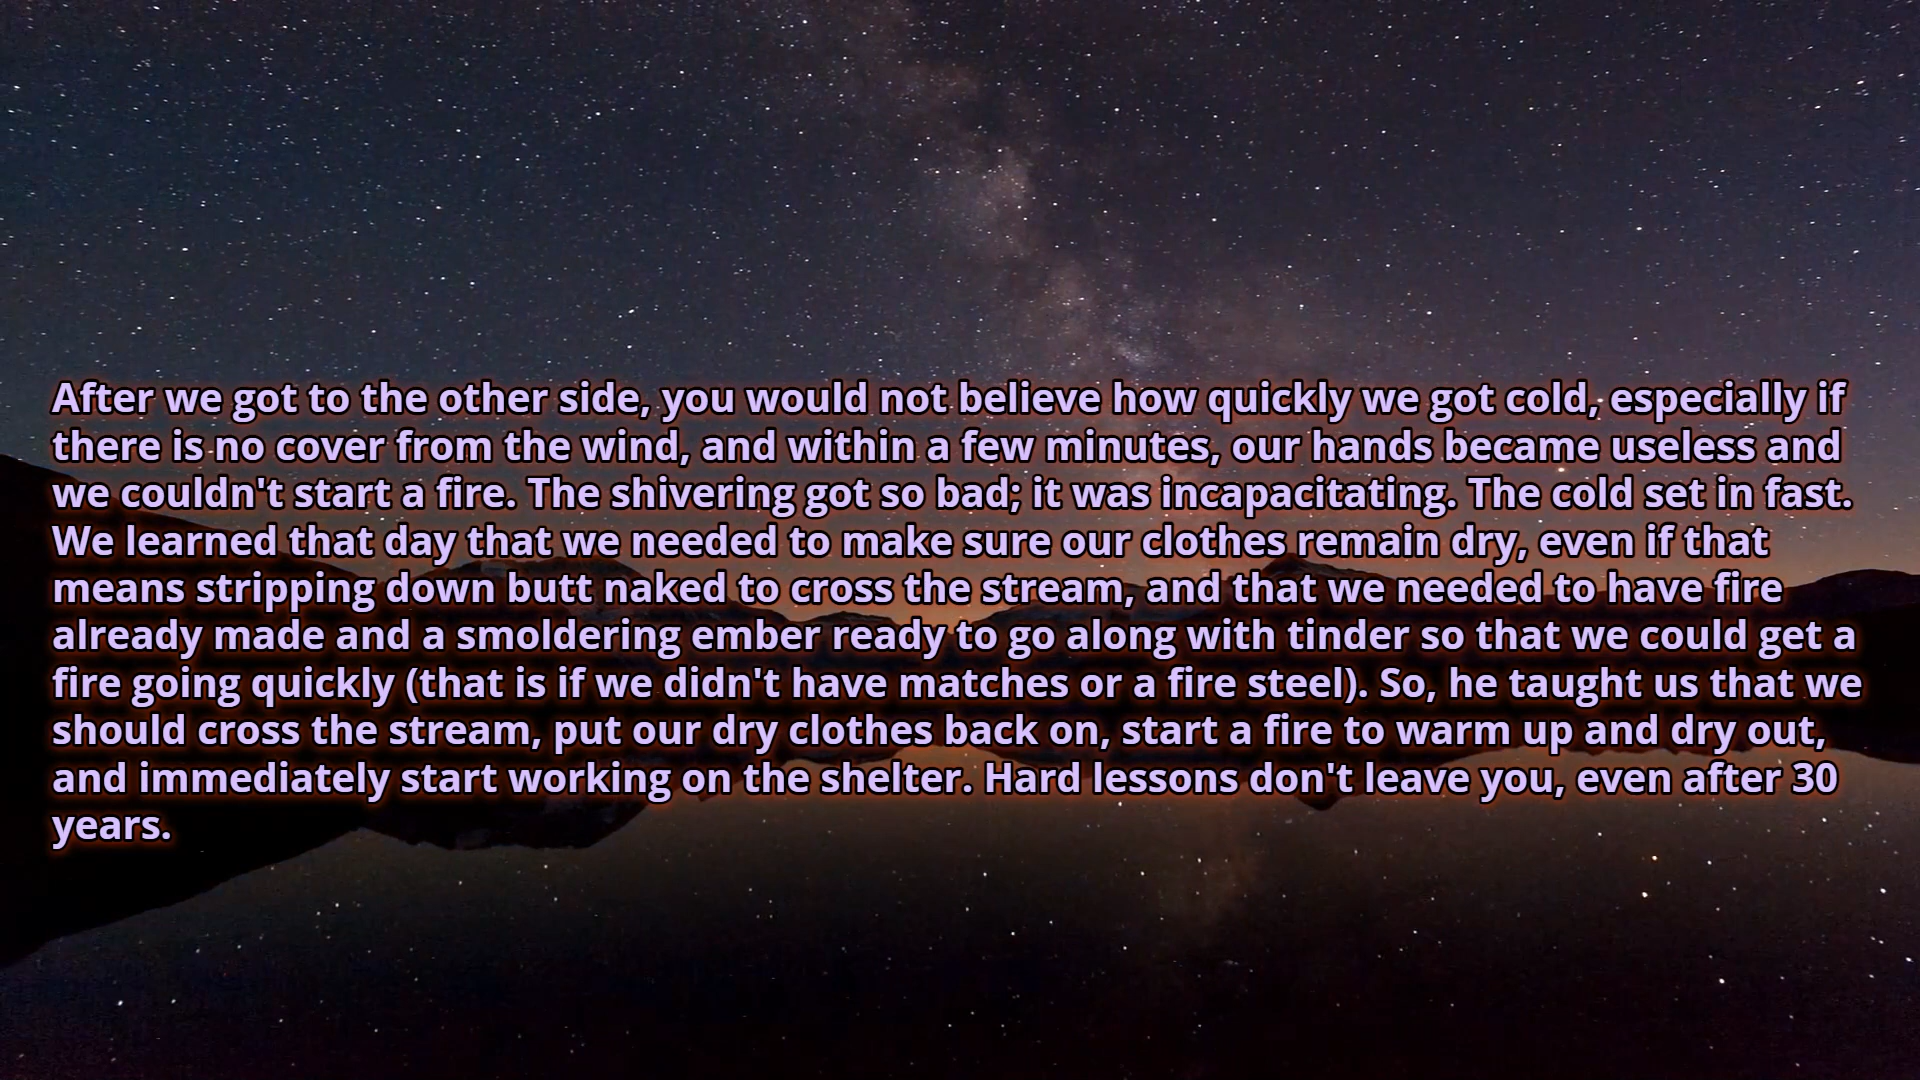 After we got to the other side, you would not believe how quickly we got cold, especially if
there is no cover from the wind, and within a few minutes, our hands became useless and
we couldn't start a fire. The shivering got so bad; it was incapacitating. The cold set in fast.
We learned that day that we needed to make sure our clothes remain dry, even if that
means stripping down butt naked to cross the stream, and that we needed to have fire
already made and a smoldering ember ready to go along with tinder so that we could get a
fire going quickly (that is if we didn't have matches or a fire steel). So, he taught us that we
should cross the stream, put our dry clothes back on, start a fire to warm up and dry out,
and immediately start working on the shelter. Hard lessons don't leave you, even after 30
years.